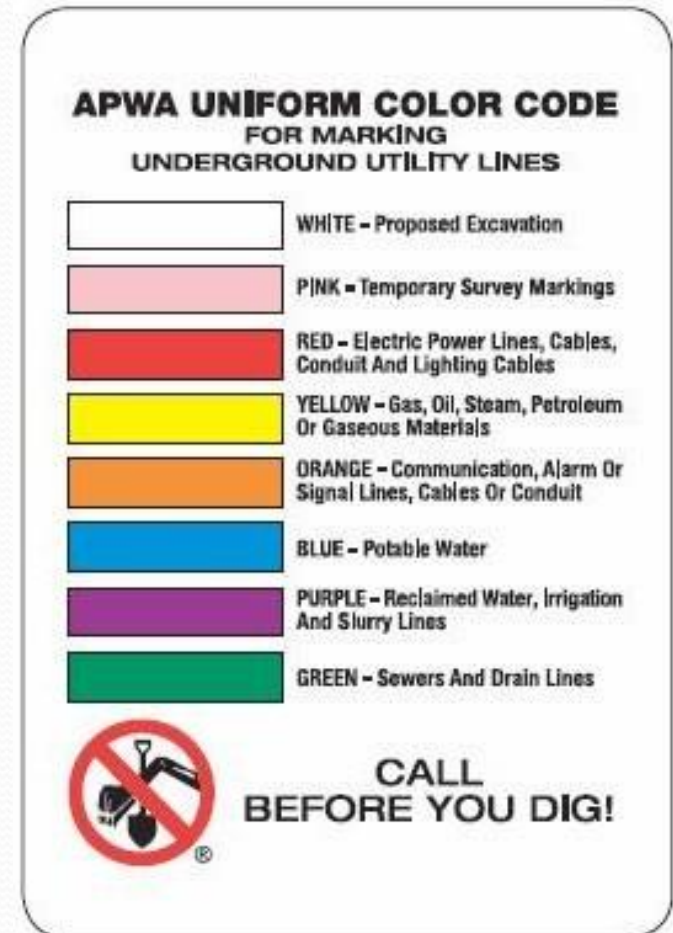 APWA UNIFORM COLOR CODE
FOR MARKING
UNDERGROUND UTILITY LINES
WHITE – Proposed Excavation
PINK – Temporary Survey Markings
RED – Electric Power Lines, Cables,
Conduit And Lighting Cables
YELLOW – Gas, Oil, Steam, Petroleum
Or Gaseous Materials
ORANGE – Communication, Alarm Or
Signal Lines, Cables Or Conduit
BLUE – Potable Water
PURPLE – Reclaimed Water, Irrigation
And Slurry Lines
GREEN – Sewers And Drain Lines
®
CALL
BEFORE YOU DIG!